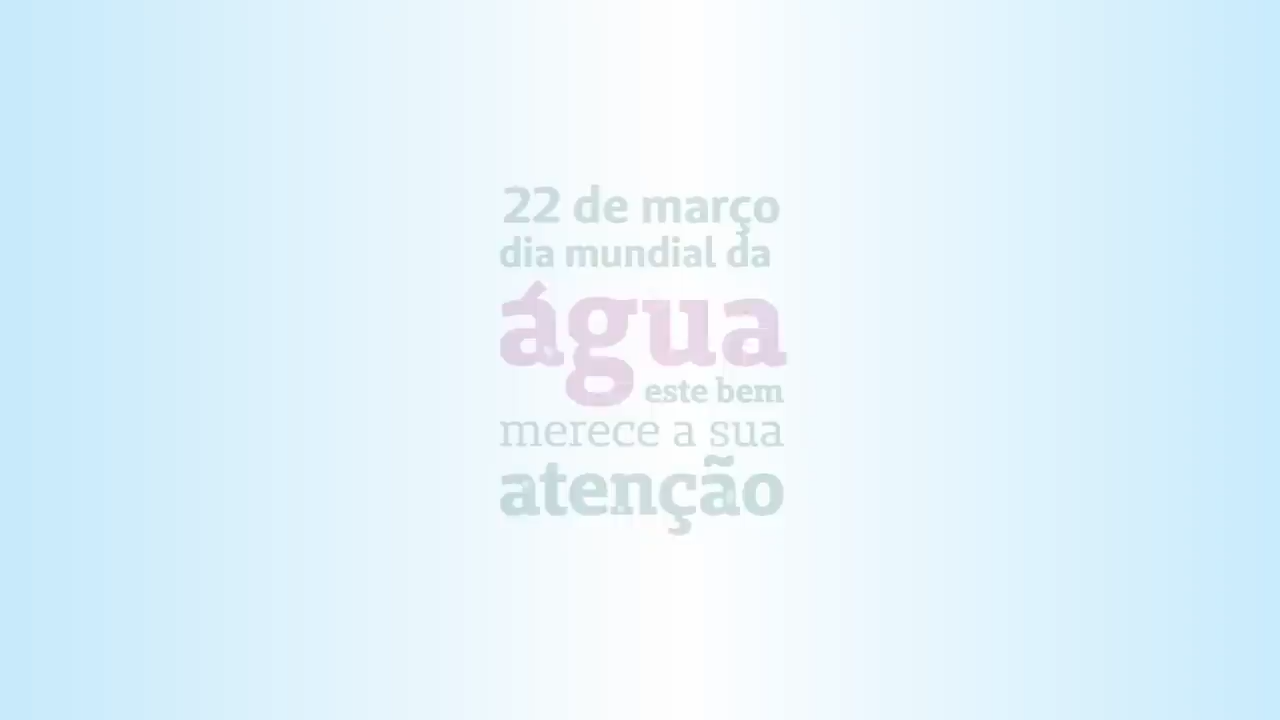 22 de março
dia mundial da
água
este bem
merece a sua
atenção